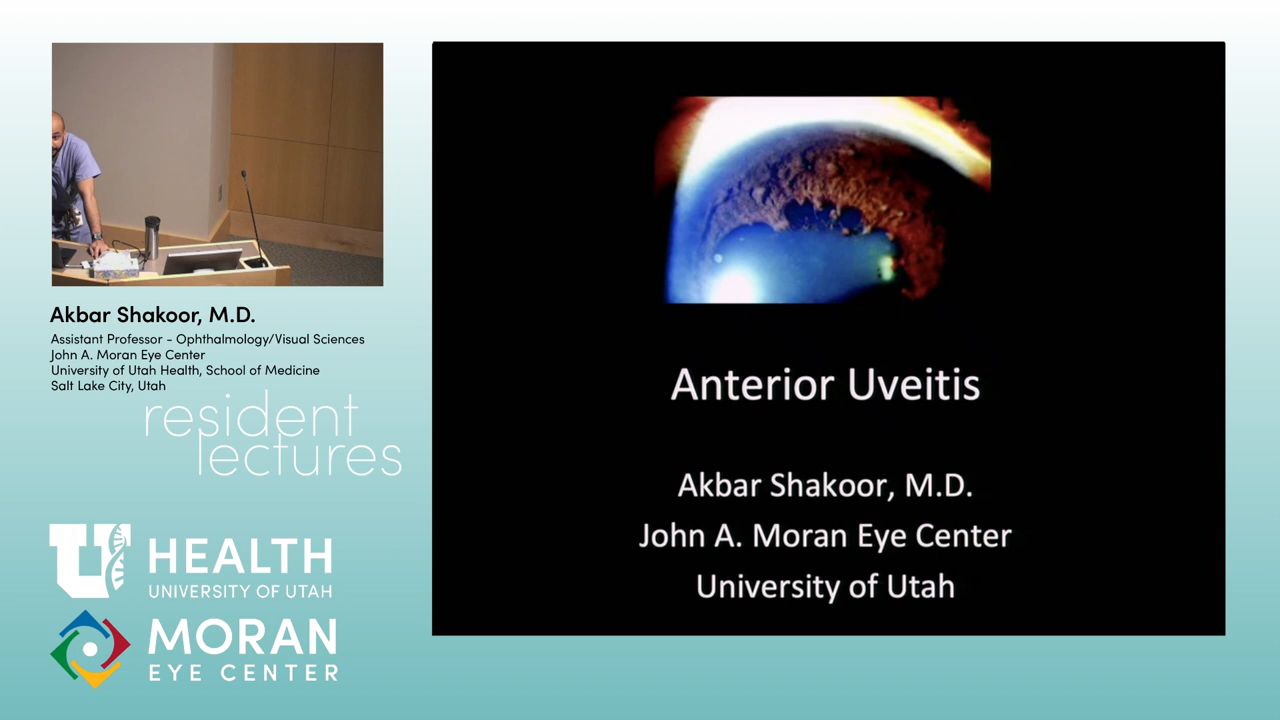 Akbar Shakoor, M.D.
Assistant Professor - Ophthalmology/Visual Sciences
John A. Moran Eye Center
University of Utah Health, School of Medicine
Salt Lake City, Utah
resident
lectures
U HEALTH
UNIVERSITY OF UTAH
MORAN
EYE CENTER
Anterior Uveitis
Akbar Shakoor, M.D.
John A. Moran Eye Center
University of Utah